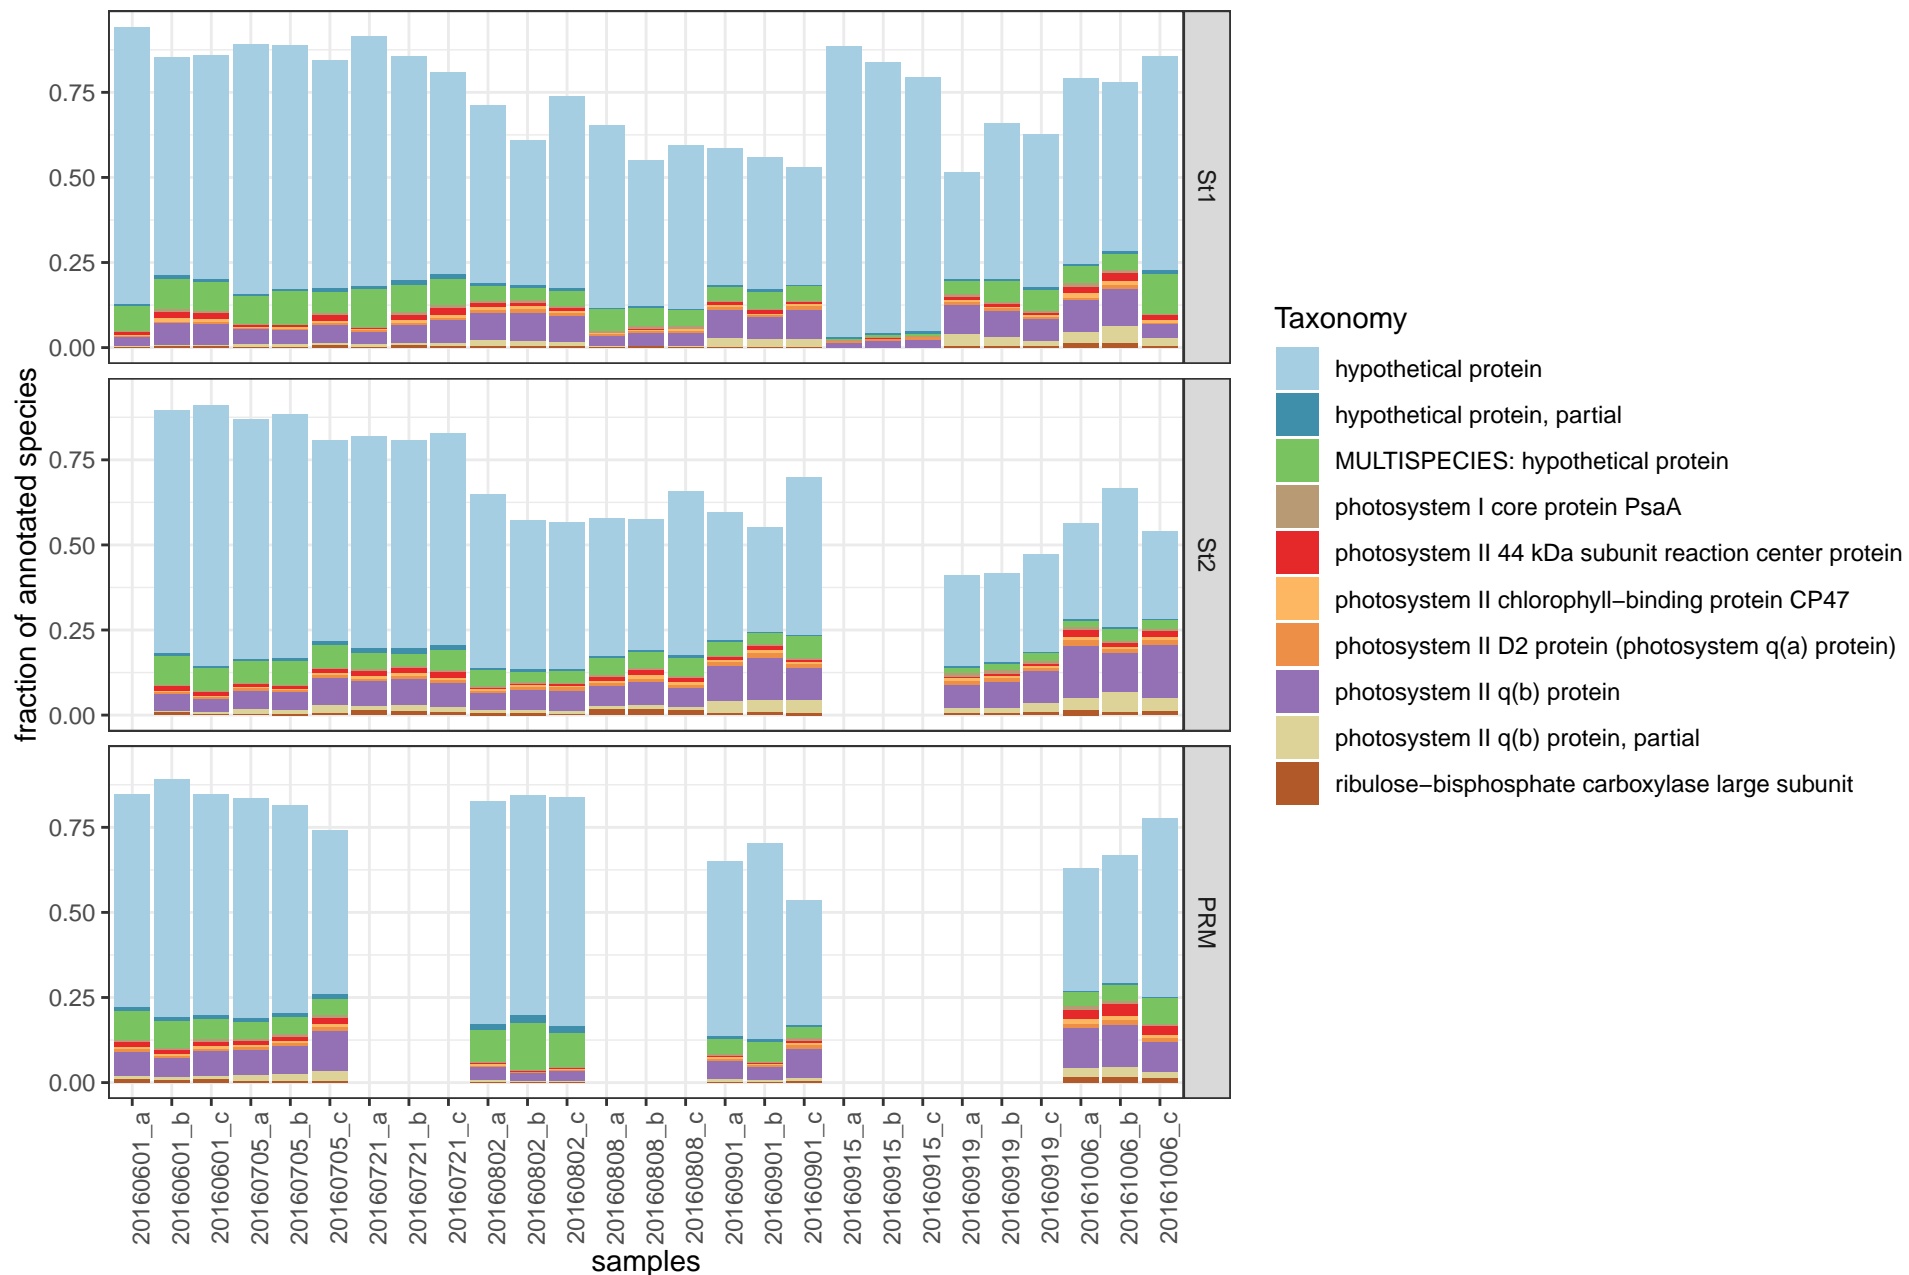 0.75
0.50
0.25
0.00
St1
0.75
0.50
0.25
0.00
St2
0.75
0.50
0.25
0.00
PRM
fraction of annotated species
20160601_a
20160601_b
20160601_c
20160705_a
20160705_b
20160705_c
20160721_a
20160721_b
20160721_c
20160802_a
20160802_b
20160802_c
20160808_a
20160808_b
20160808_c
20160901_a
20160901_b
20160901_c
20160915_a
20160915_b
20160915_c
20160919_a
20160919_b
20160919_c
20161006_a
20161006_b
20161006_c
samples
Taxonomy
hypothetical protein
hypothetical protein, partial
MULTISPECIES: hypothetical protein
photosystem I core protein PsaA
photosystem II 44 kDa subunit reaction center protein
photosystem II chlorophyll−binding protein CP47
photosystem II D2 protein (photosystem q(a) protein)
photosystem II q(b) protein
photosystem II q(b) protein, partial
ribulose−bisphosphate carboxylase large subunit